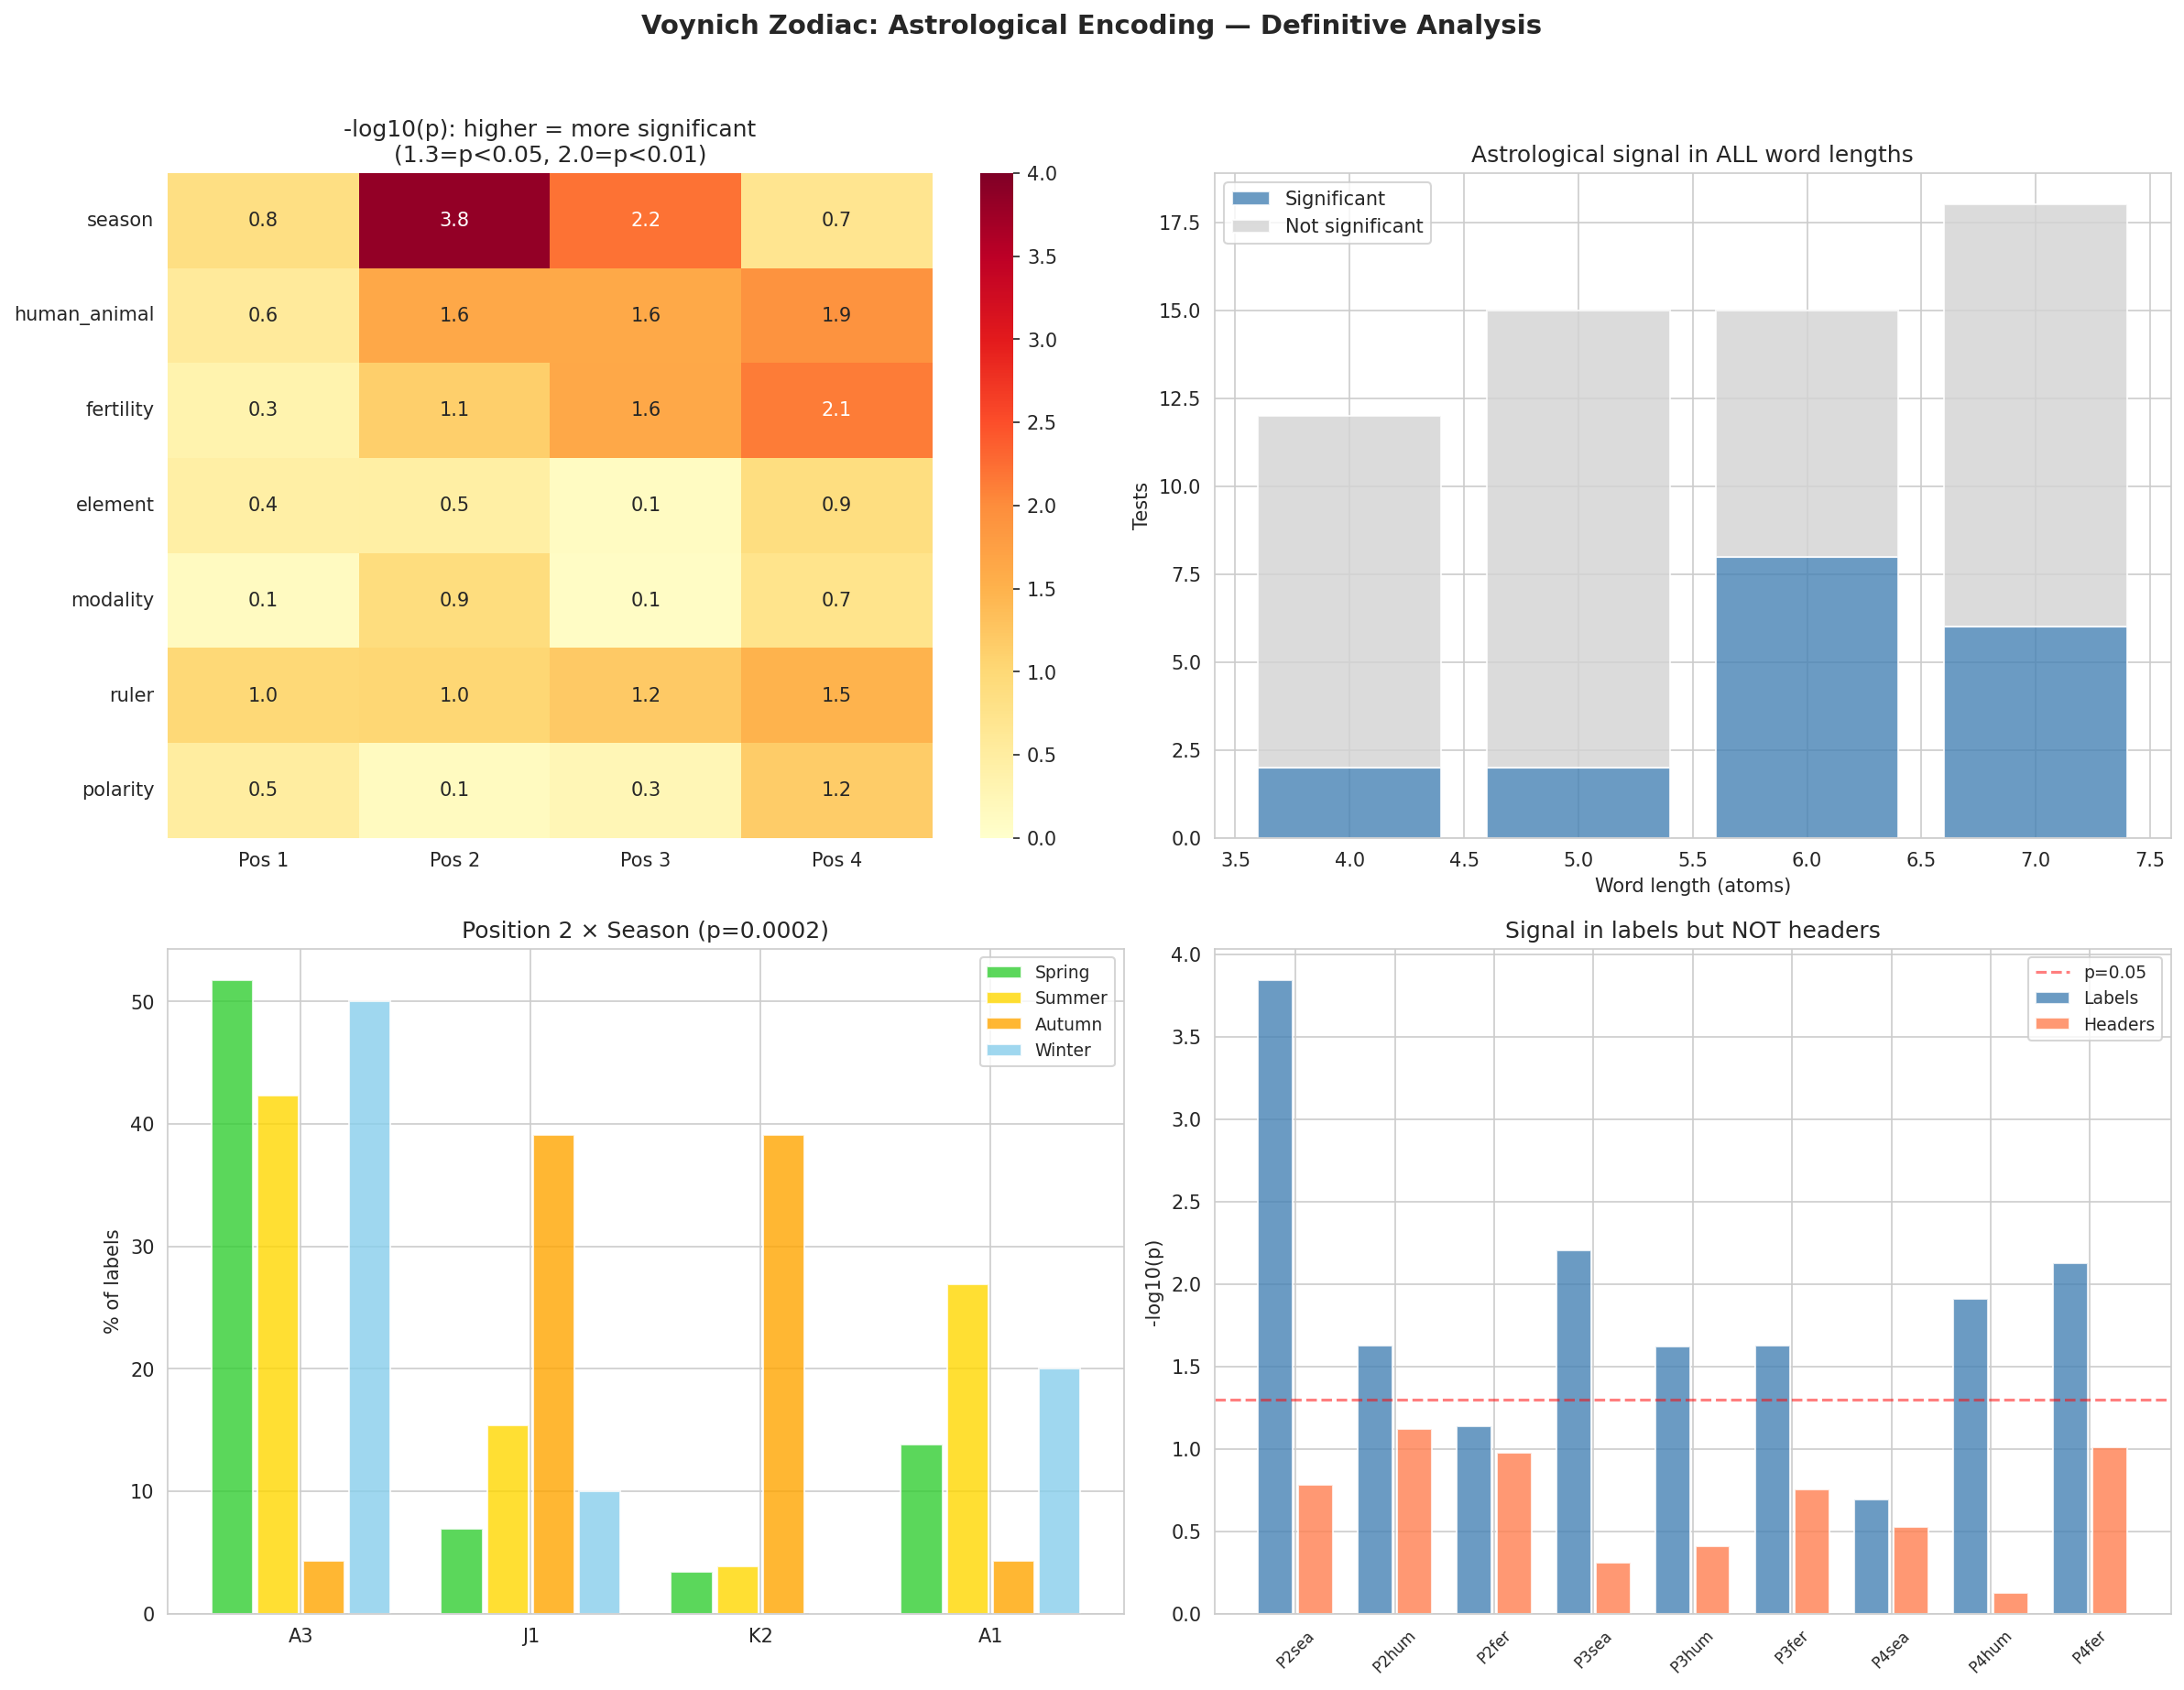 Voynich Zodiac: Astrological Encoding — Definitive Analysis
-log10(p): higher = more significant
(1.3=p<0.05, 2.0=p<0.01)
season 0.8 3.8 2.2 0.7
human_animal 0.6 1.6 1.6 1.9
fertility 0.3 1.1 1.6 2.1
element 0.4 0.5 0.1 0.9
modality 0.1 0.9 0.1 0.7
ruler 1.0 1.0 1.2 1.5
polarity 0.5 0.1 0.3 1.2
Pos 1 Pos 2 Pos 3 Pos 4
4.0
3.5
3.0
2.5
2.0
1.5
1.0
0.5
0.0
Astrological signal in ALL word lengths
Significant
Not significant
Tests
17.5
15.0
12.5
10.0
7.5
5.0
2.5
0.0
3.5 4.0 4.5 5.0 5.5 6.0 6.5 7.0 7.5
Word length (atoms)
Position 2 × Season (p=0.0002)
Spring
Summer
Autumn
Winter
% of labels
50
40
30
20
10
0
A3 J1 K2 A1
Signal in labels but NOT headers
p=0.05
Labels
Headers
-log10(p)
4.0
3.5
3.0
2.5
2.0
1.5
1.0
0.5
0.0
P2sea P2hum P2fer P3sea P3hum P3fer P4sea P4hum P4fer